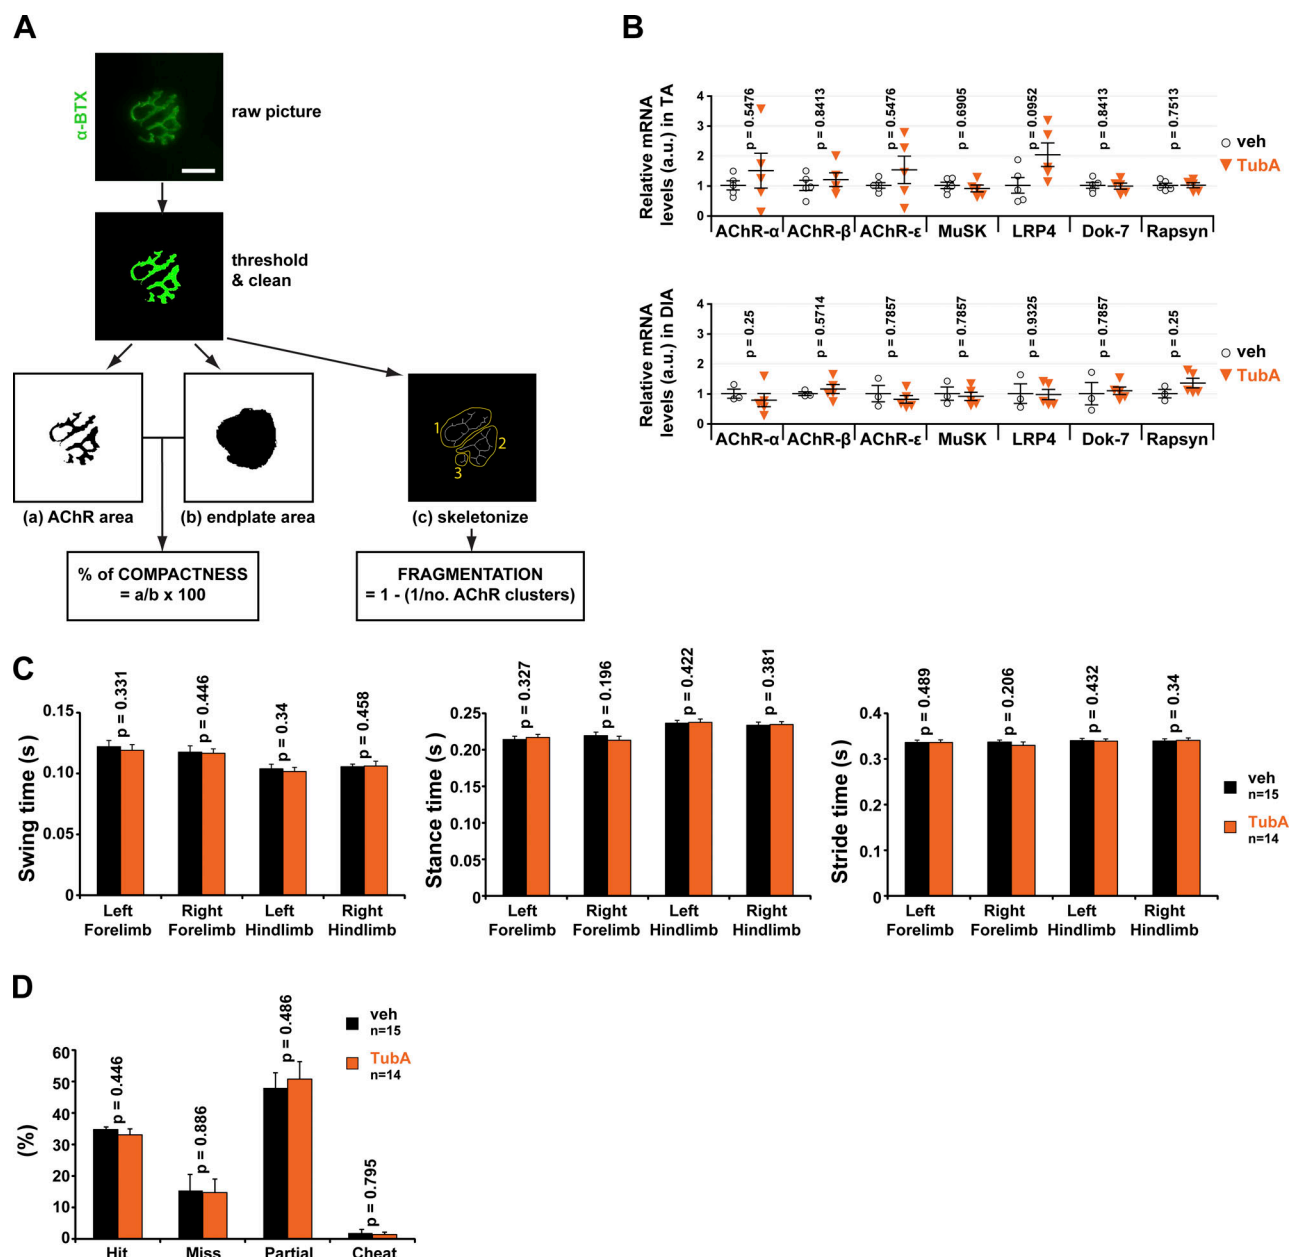 A
α-BTX
raw picture
threshold
& clean
1
2
3
(a) AChR area
(b) endplate area
(c) skeletonize
% of COMPACTNESS
= a/b x 100
FRAGMENTATION
= 1 - (1/no. AChR clusters)
B
Relative mRNA
levels (a.u.) in TA
4
3
2
1
0
p = 0.5476
p = 0.8413
p = 0.5476
p = 0.6905
p = 0.0952
p = 0.8413
p = 0.7513
AChR-α
AChR-β
AChR-ε
MuSK
LRP4
Dok-7
Rapsyn
veh
TubA
Relative mRNA
levels (a.u.) in DIA
4
3
2
1
0
p = 0.25
p = 0.5714
p = 0.7857
p = 0.7857
p = 0.9325
p = 0.7857
p = 0.25
AChR-α
AChR-β
AChR-ε
MuSK
LRP4
Dok-7
Rapsyn
veh
TubA
C
Swing time (s)
0.15
0.10
0.05
0
p = 0.331
p = 0.446
p = 0.34
p = 0.458
Left
Forelimb
Right
Forelimb
Left
Hindlimb
Right
Hindlimb
Stance time (s)
0.25
0.20
0.15
0.10
0.05
0
p = 0.327
p = 0.196
p = 0.422
p = 0.381
Left
Forelimb
Right
Forelimb
Left
Hindlimb
Right
Hindlimb
Stride time (s)
0.4
0.3
0.2
0.1
0
p = 0.489
p = 0.206
p = 0.432
p = 0.34
Left
Forelimb
Right
Forelimb
Left
Hindlimb
Right
Hindlimb
veh
n=15
TubA
n=14
D
(%)
60
50
40
30
20
10
0
p = 0.446
p = 0.886
p = 0.486
p = 0.795
Hit
Miss
Partial
Cheat
veh
n=15
TubA
n=14